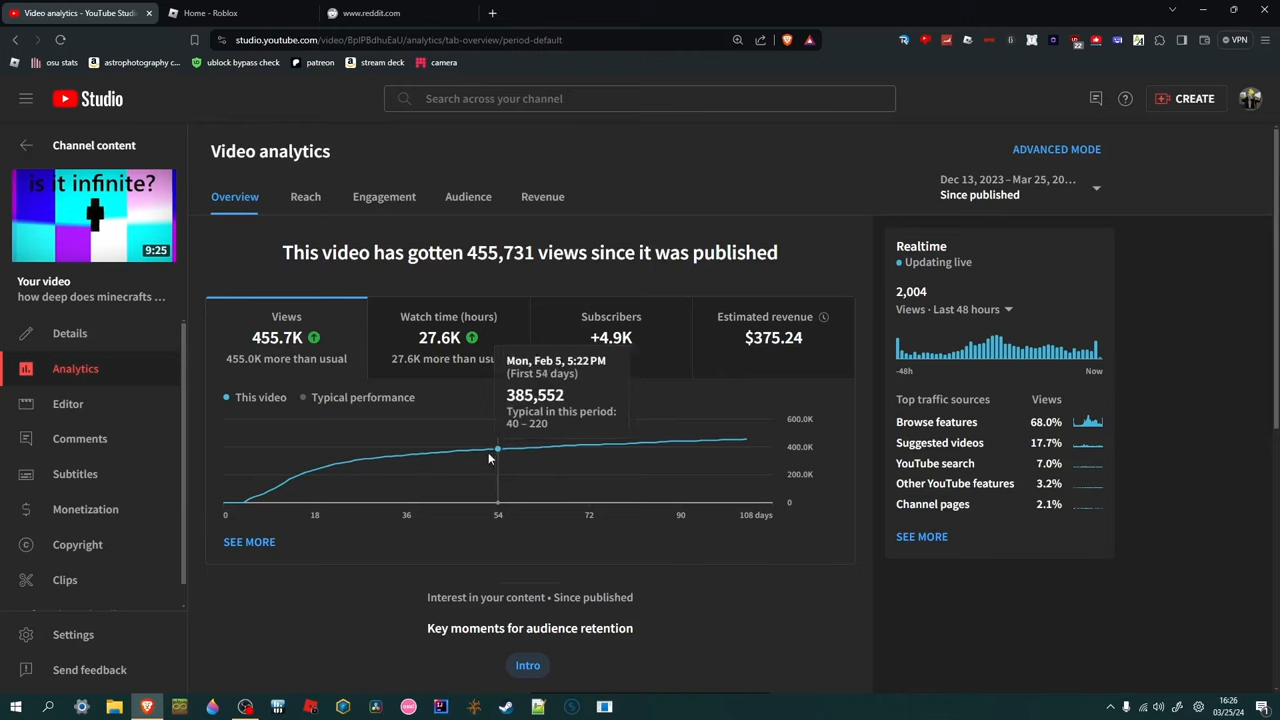 Video analytics - YouTube Studi
Home - Roblox
www.reddit.com
studio.youtube.com/video/BpIPBdhuEaU/analytics/tab-overview/period-default
VPN
osu stats
astrophotography c...
ublock bypass check
patreon
stream deck
camera
Studio
Search across your channel
CREATE
Channel content
is it infinite?
9:25
Your video
how deep does minecrafts ...
Details
Analytics
Editor
Comments
Subtitles
Monetization
Copyright
Clips
Settings
Send feedback
Video analytics
ADVANCED MODE
Overview
Reach
Engagement
Audience
Revenue
Dec 13, 2023 – Mar 25, 20...
Since published
This video has gotten 455,731 views since it was published
Views
455.7K
455.0K more than usual
Watch time (hours)
27.6K
27.6K more than usu
Subscribers
+4.9K
Estimated revenue
$375.24
Mon, Feb 5, 5:22 PM
(First 54 days)
385,552
Typical in this period:
40 – 220
This video
Typical performance
600.0K
400.0K
200.0K
0
0 18 36 54 72 90 108 days
SEE MORE
Interest in your content • Since published
Key moments for audience retention
Intro
Realtime
Updating live
2,004
Views · Last 48 hours
-48h
Now
Top traffic sources Views
Browse features 68.0%
Suggested videos 17.7%
YouTube search 7.0%
Other YouTube features 3.2%
Channel pages 2.1%
SEE MORE
16:26
03/25/24